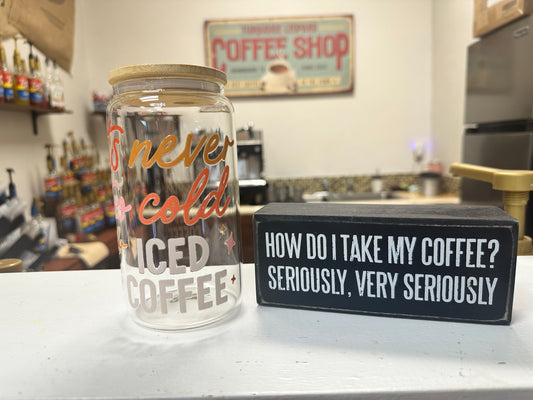 COFFEE SHOP
never
cold
ICED
COFFEE
HOW DO I TAKE MY COFFEE?
SERIOUSLY, VERY SERIOUSLY